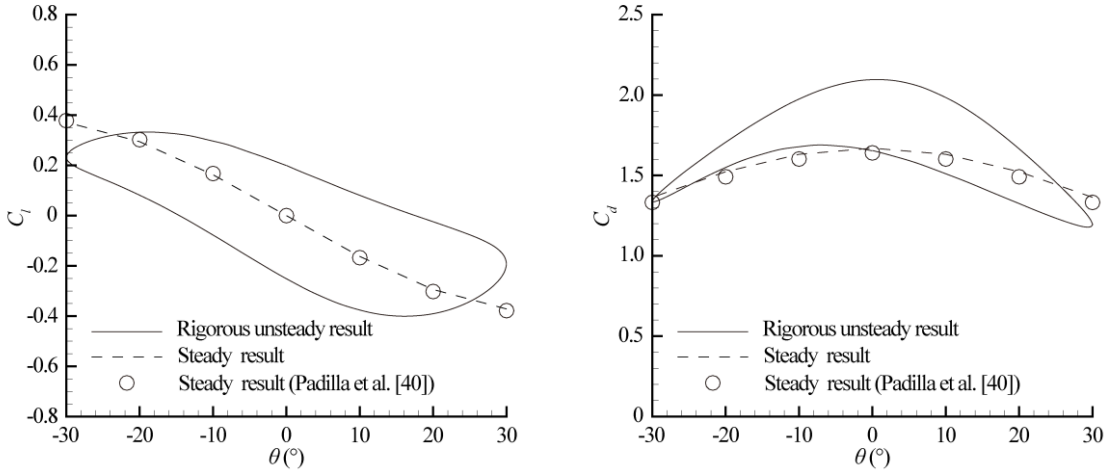 0.8
0.6
0.4
0.2
0
-0.2
-0.4
-0.6
-0.8
C_l
-30 -20 -10 0 10 20 30
θ (°)
Rigorous unsteady result
Steady result
Steady result (Padilla et al. [40])
2.5
2.0
1.5
1.0
0.5
0
C_d
-30 -20 -10 0 10 20 30
θ (°)
Rigorous unsteady result
Steady result
Steady result (Padilla et al. [40])